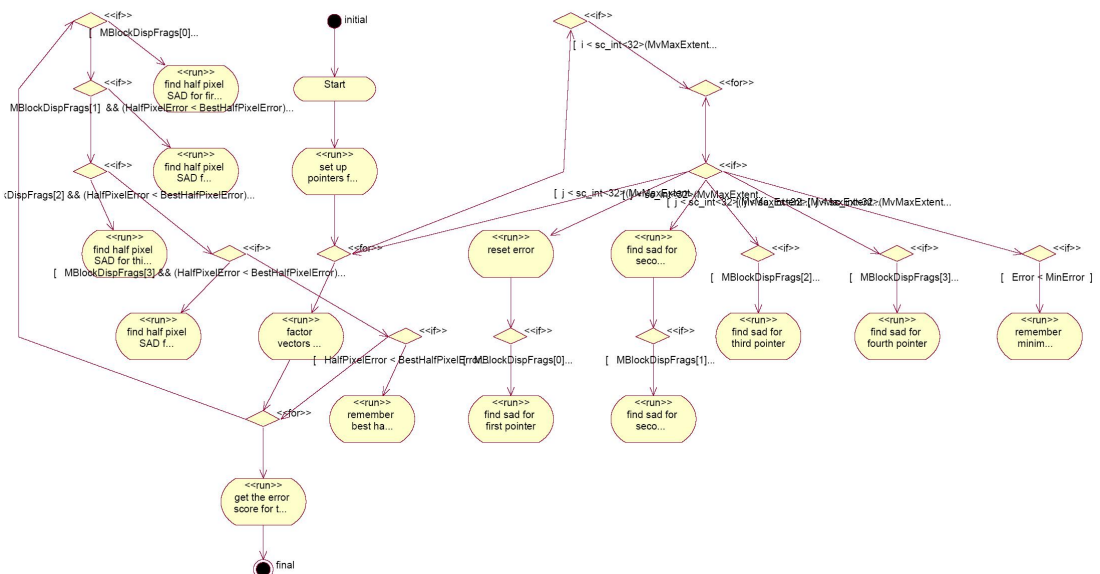 <<if>>
[ MBlockDispFrags[0]...
initial
<<if>>
[ i < sc_int<32>(MvMaxExtent...
<<run>>
find half pixel
SAD for fir...
<<if>>
MBlockDispFrags[1] && (HalfPixelError < BestHalfPixelError)...
Start
<<for>>
<<run>>
find half pixel
SAD f...
<<run>>
set up
pointers f...
<<if>>
<<if>>
DispFrags[2] && (HalfPixelError < BestHalfPixelError)...
[ j < sc_int<32>(MvMaxExtent
(MvMaxExtent...
<<run>>
find half pixel
SAD for thi...
<<if>>
[ MBlockDispFrags[3] && (HalfPixelError < BestHalfPixelError)...
<<for>>
<<run>>
reset error
<<run>>
find sad for
seco...
<<if>>
[ MBlockDispFrags[2]...
<<if>>
[ MBlockDispFrags[3]...
<<if>>
[ Error < MinError ]
<<run>>
find half pixel
SAD f...
<<run>>
factor
vectors ...
<<if>>
[ HalfPixelError < BestHalfPixelError
<<if>>
MBlockDispFrags[0]...
<<if>>
[ MBlockDispFrags[1]...
<<run>>
find sad for
third pointer
<<run>>
find sad for
fourth pointer
<<run>>
remember
minim...
<<for>>
<<run>>
remember
best ha...
<<run>>
find sad for
first pointer
<<run>>
find sad for
seco...
<<run>>
get the error
score for t...
final